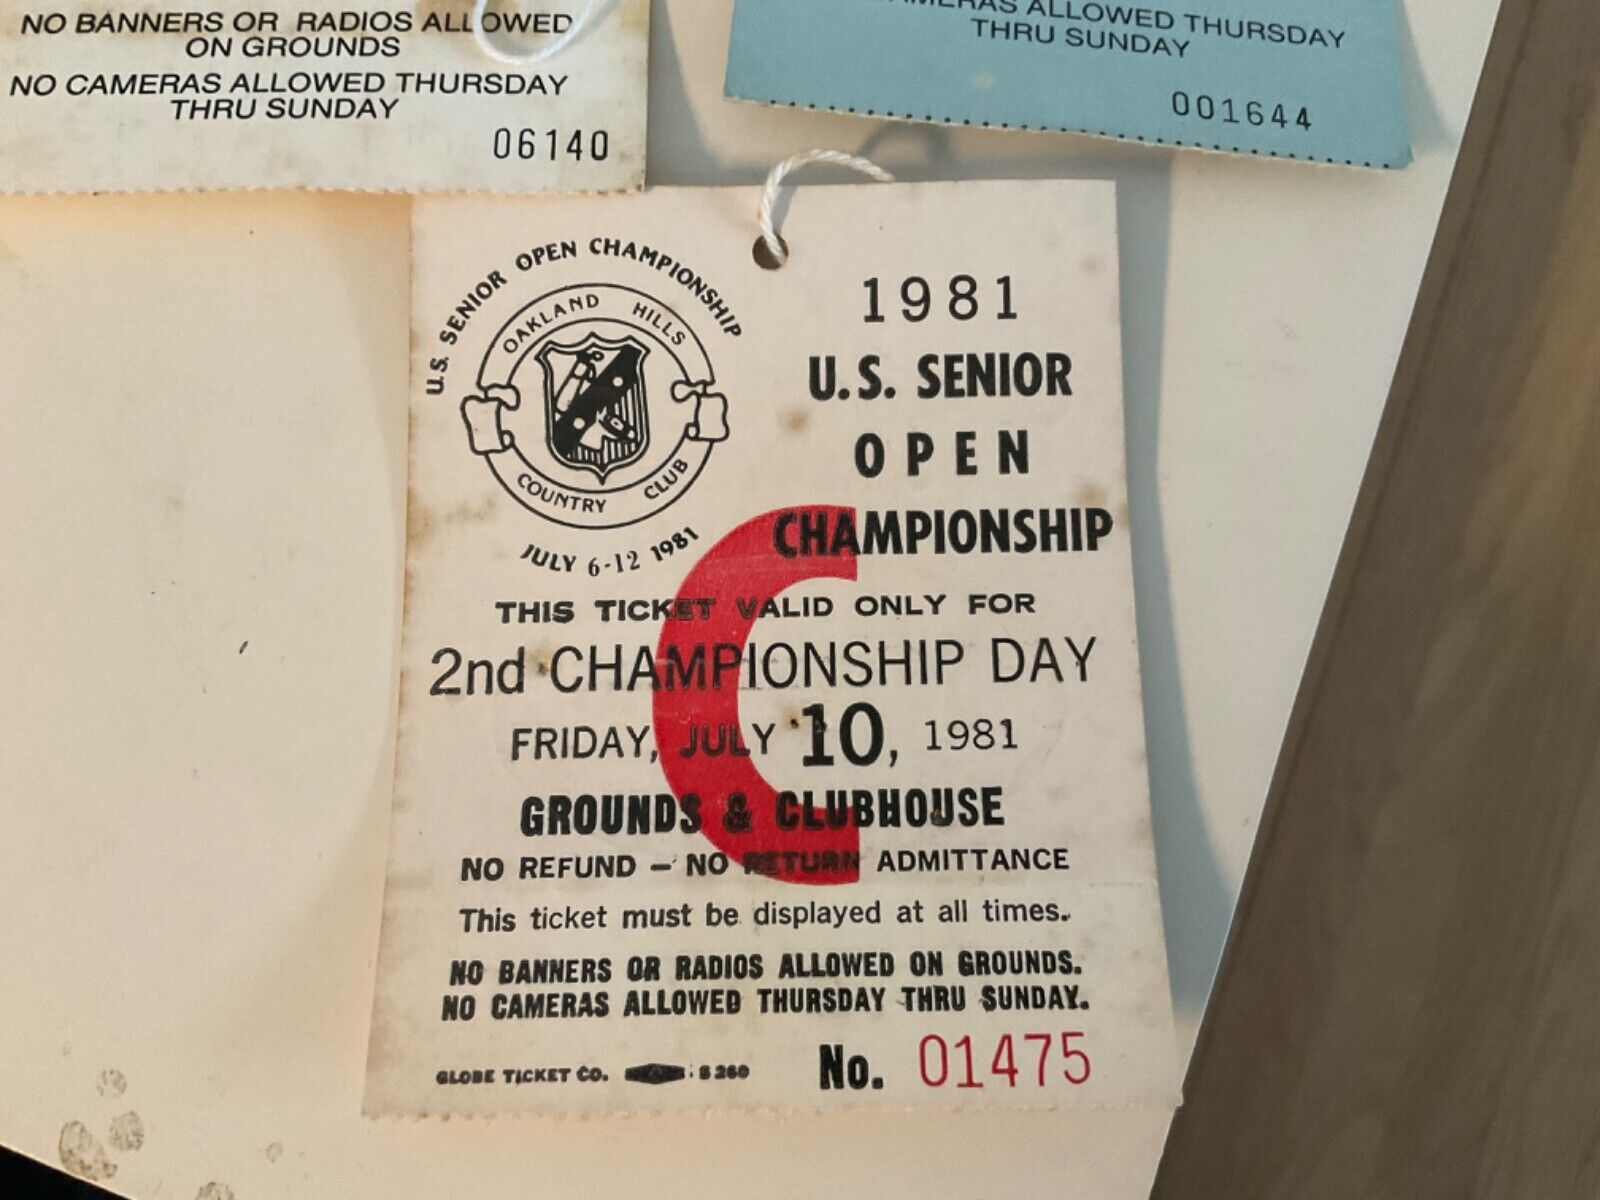 NO BANNERS OR RADIOS ALLOWED
ON GROUNDS
NO CAMERAS ALLOWED THURSDAY
THRU SUNDAY
06140
CAMERAS ALLOWED THURSDAY
THRU SUNDAY
001644
U.S. SENIOR OPEN CHAMPIONSHIP
OAKLAND HILLS
COUNTRY CLUB
JULY 6-12 1981
1981
U.S. SENIOR
OPEN
CHAMPIONSHIP
C
THIS TICKET VALID ONLY FOR
2nd CHAMPIONSHIP DAY
FRIDAY, JULY 10, 1981
GROUNDS & CLUBHOUSE
NO REFUND – NO RETURN ADMITTANCE
This ticket must be displayed at all times.
NO BANNERS OR RADIOS ALLOWED ON GROUNDS.
NO CAMERAS ALLOWED THURSDAY THRU SUNDAY.
GLOBE TICKET CO. S 260
No. 01475